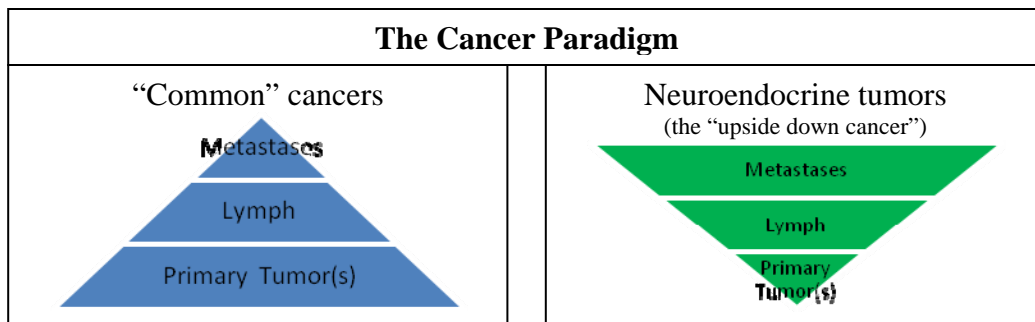 The Cancer Paradigm
“Common” cancers
Metastases
Lymph
Primary Tumor(s)
Neuroendocrine tumors
(the “upside down cancer”)
Metastases
Lymph
Primary
Tumor(s)